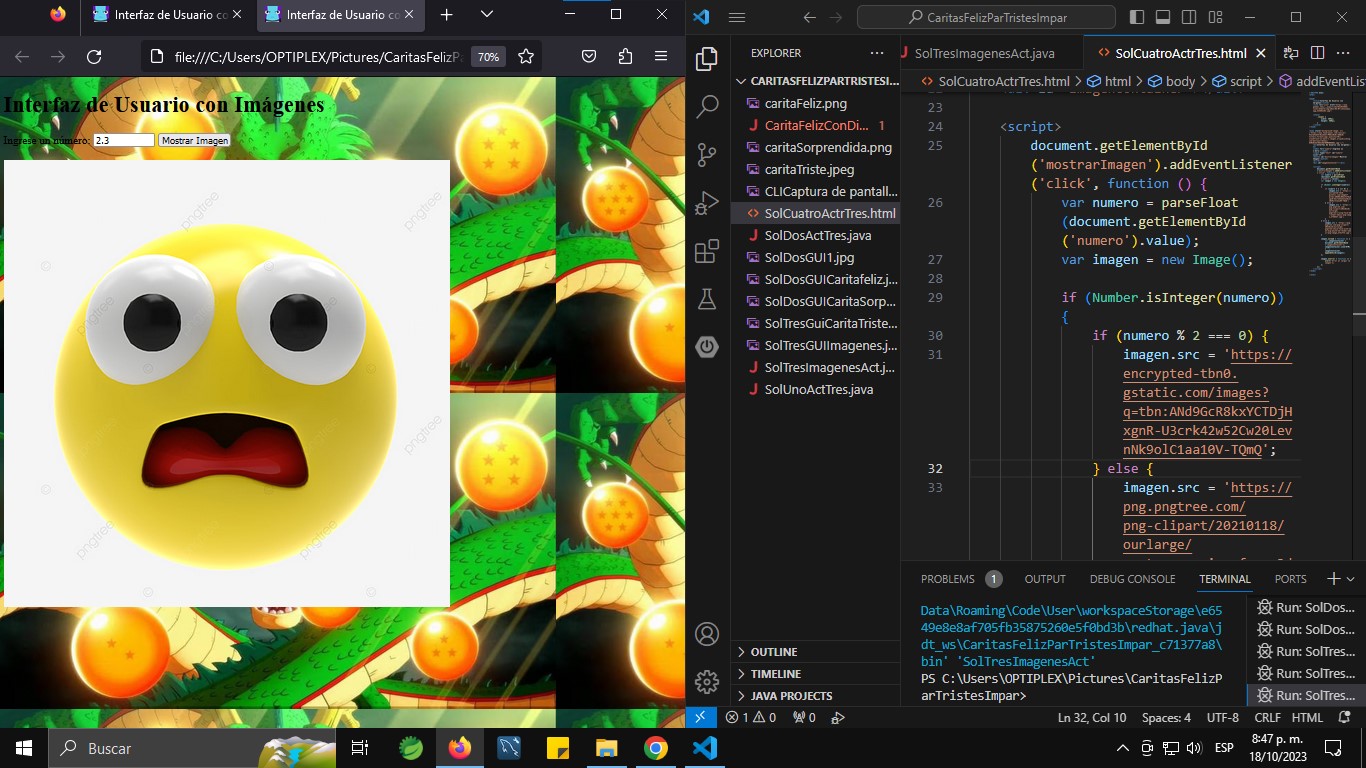 Interfaz de Usuario co
Interfaz de Usuario co
file:///C:/Users/OPTIPLEX/Pictures/CaritasFelizPa
70%
Interfaz de Usuario con Imágenes
Ingrese un número: 2.3 Mostrar Imagen
pngtree
pngtree
pngtree
pngtree
pngtree
pngtree
CaritasFelizParTristesImpar
EXPLORER
CARITASFELIZPARTRISTESI...
caritaFeliz.png
CaritaFelizConDi... 1
caritaSorprendida.png
caritaTriste.jpeg
CLICaptura de pantall...
SolCuatroActrTres.html
SolDosActTres.java
SolDosGUI1.jpg
SolDosGUICaritafeliz.j...
SolDosGUICaritaSorp...
SolTresGuiCaritaTriste...
SolTresGUIImagenes.j...
SolTresImagenesAct.j...
SolUnoActTres.java
OUTLINE
TIMELINE
JAVA PROJECTS
SolTresImagenesAct.java
SolCuatroActrTres.html
SolCuatroActrTres.html > html > body > script > addEventLis
23
24 <script>
25 document.getElementById
('mostrarImagen').addEventListener
('click', function () {
26 var numero = parseFloat
(document.getElementById
('numero').value);
27 var imagen = new Image();
28
29 if (Number.isInteger(numero))
{
30 if (numero % 2 === 0) {
31 imagen.src = 'https://
encrypted-tbn0.
gstatic.com/images?
q=tbn:ANd9GcR8kxYCTDjH
xgnR-U3crk42w52Cw20Lev
nNk9olC1aa10V-TQmQ';
32 } else {
33 imagen.src = 'https://
png.pngtree.com/
png-clipart/20210118/
ourlarge/
PROBLEMS 1 OUTPUT DEBUG CONSOLE TERMINAL PORTS
Data\Roaming\Code\User\workspaceStorage\e65
49e8e8af705fb35875260e5f0bd3b\redhat.java\j
dt_ws\CaritasFelizParTristesImpar_c71377a8\
bin' 'SolTresImagenesAct'
PS C:\Users\OPTIPLEX\Pictures\CaritasFelizP
arTristesImpar>
Run: SolDos...
Run: SolDos...
Run: SolTres...
Run: SolTres...
Run: SolTres...
1 0 0
Ln 32, Col 10 Spaces: 4 UTF-8 CRLF HTML
Buscar
ESP
8:47 p. m.
18/10/2023